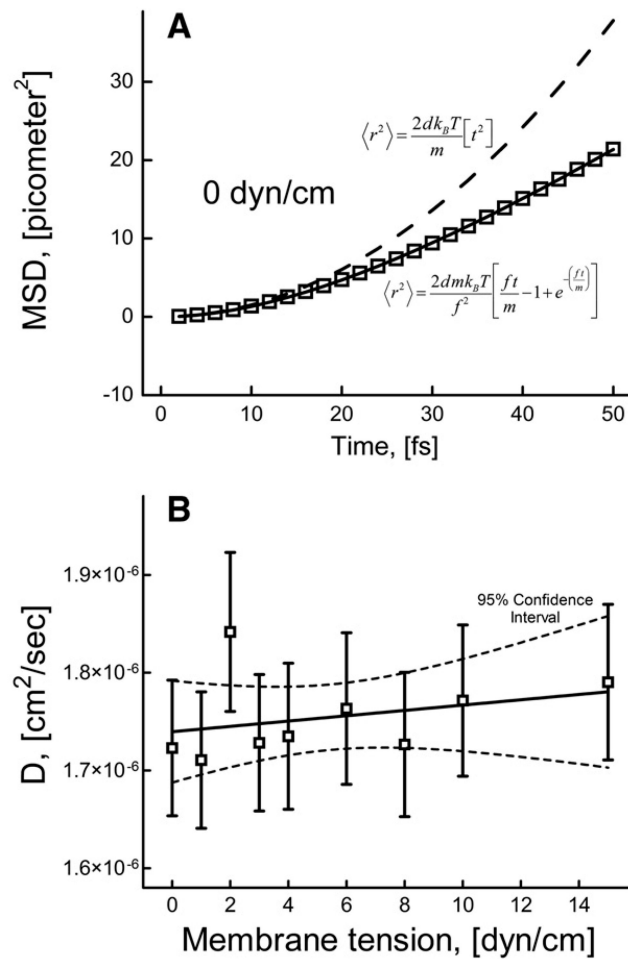 A
MSD, [picometer²]
30
20
10
0
-10
⟨r²⟩=2dk_BT/m[t²]
0 dyn/cm
⟨r²⟩=2dmk_BT/f²[ft/m−1+e^−(ft/m)]
0
10
20
30
40
50
Time, [fs]
B
D, [cm²/sec]
1.9×10⁻⁶
1.8×10⁻⁶
1.7×10⁻⁶
1.6×10⁻⁶
95% Confidence
Interval
0
2
4
6
8
10
12
14
Membrane tension, [dyn/cm]